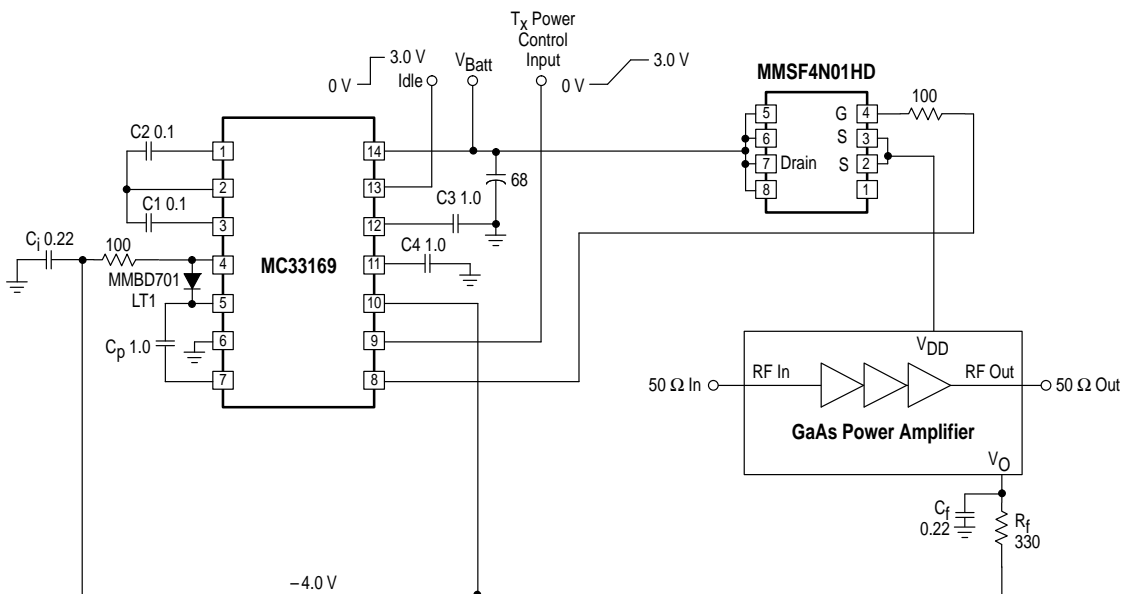 Tx Power
Control
Input
0 V
3.0 V
Idle
VBatt
0 V
3.0 V
MMSF4N01HD
100
5
6
7
8
Drain
G
S
S
4
3
2
1
C2 0.1
C1 0.1
Ci 0.22
100
MMBD701
LT1
Cp 1.0
1
2
3
4
5
6
7
MC33169
14
13
12
11
10
9
8
68
C3 1.0
C4 1.0
VDD
50 Ω In
RF In
RF Out
50 Ω Out
GaAs Power Amplifier
VO
Cf
0.22
Rf
330
–4.0 V